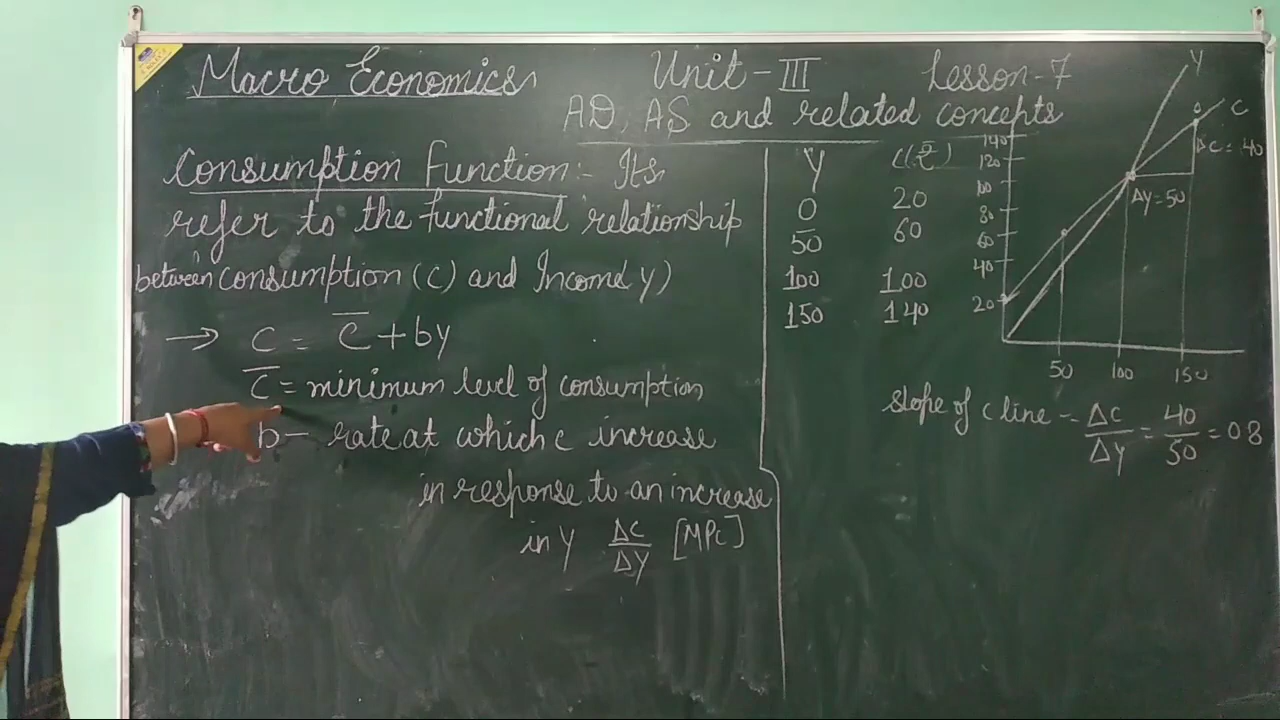 Macro Economics Unit-III Lesson-7
AD, AS and related concepts
Consumption Function:- Its
refer to the functional relationship
between consumption (C) and Income Y)
→ C = C̅ + by
C̅ = minimum level of consumption
b - rate at which c increase
in response to an increase
in Y ΔC/ΔY [MPC]
Y
0 20
50 60
100 100
150 140
140
120
100
80
60
40
20
50 100 150
Y
C
ΔC = 40
ΔY = 50
slope of c line - ΔC/ΔY = 40/50 = 0 8